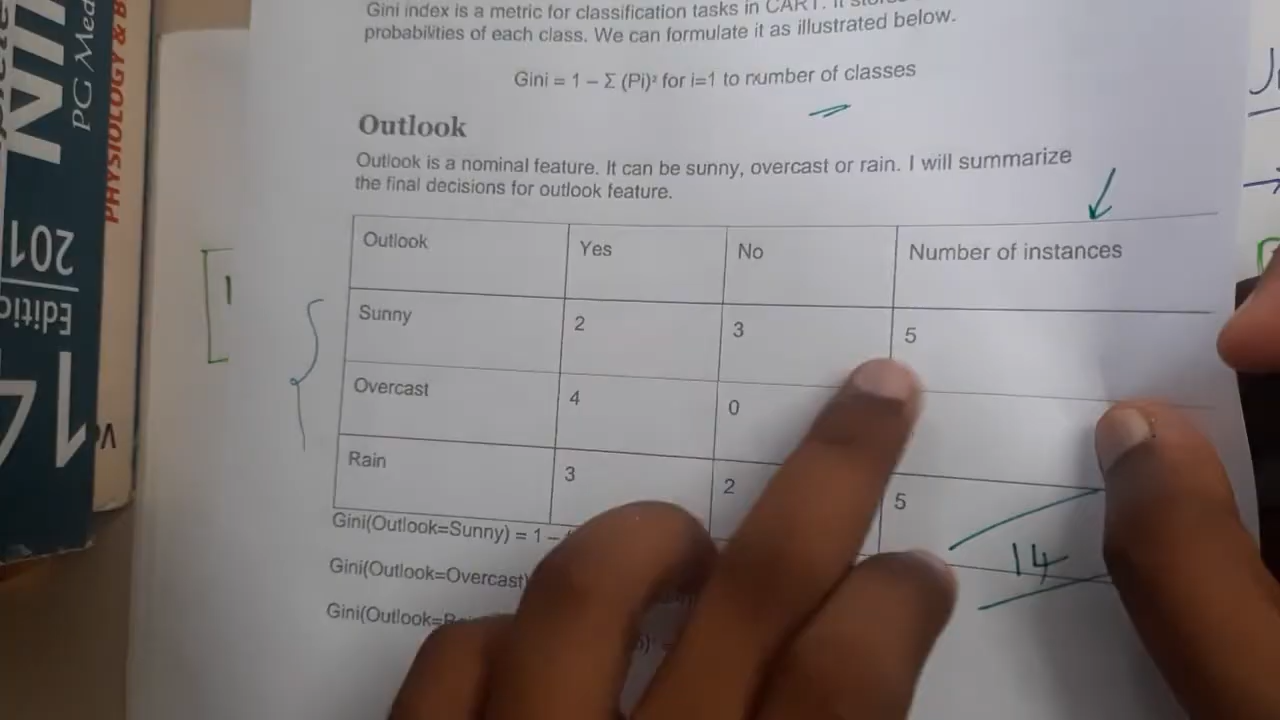 Gini index is a metric for classification tasks in CART. It
probabilities of each class. We can formulate it as illustrated below.
Gini = 1 – Σ (Pi)² for i=1 to number of classes
Outlook
Outlook is a nominal feature. It can be sunny, overcast or rain. I will summarize
the final decisions for outlook feature.
Outlook Yes No Number of instances
Sunny 2 3 5
Overcast 4 0
Rain 3 2 5
14
Gini(Outlook=Sunny) = 1 –
Gini(Outlook=Overcast)
Gini(Outlook=
PG Med
PHYSIOLOGY & B
201
Editio